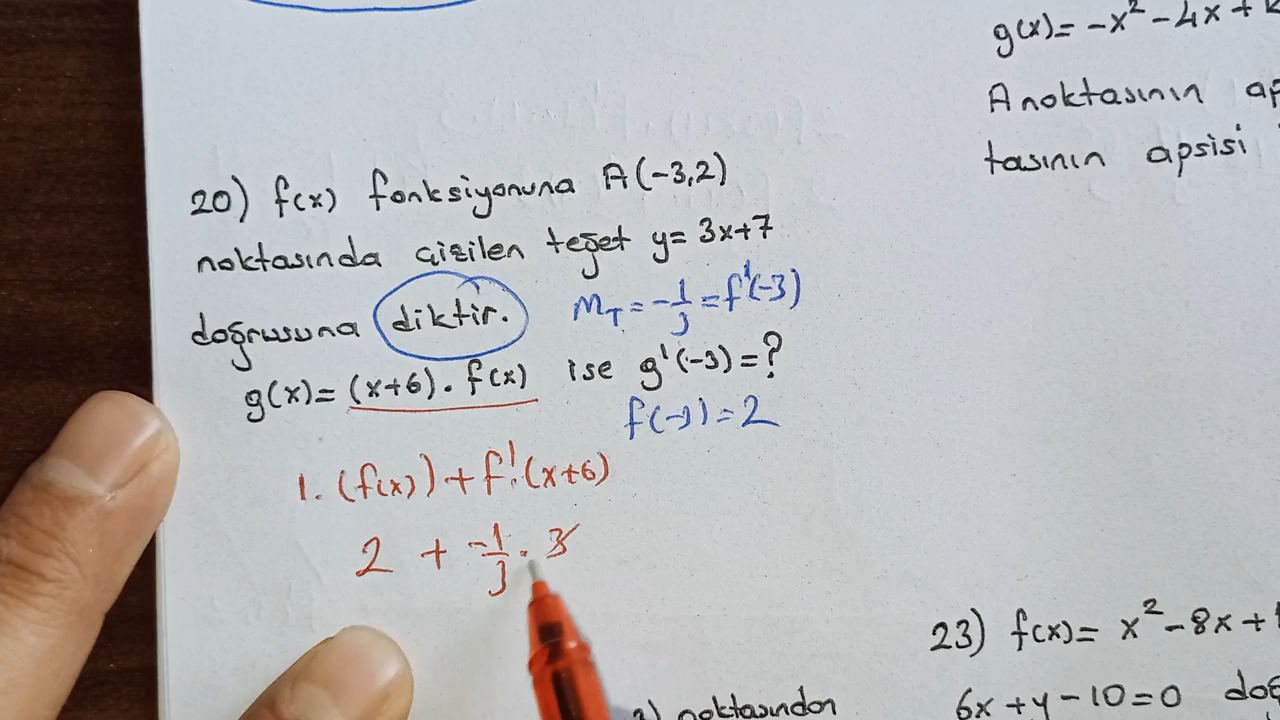 20) f(x) fonksiyonuna A(-3,2)
noktasında çizilen teğet y= 3x+7
doğrusuna diktir. M_T = -1/3 = f'(-3)
g(x)= (x+6). f(x) ise g'(-3)=?
f(-3)=2
1. (f(x))+f'.(x+6)
2 + -1/3 . 3
g(x)= -x²-4x+
A noktasının ap
tasının apsisi
23) f(x)= x²-8x+
noktasından
6x+y-10=0